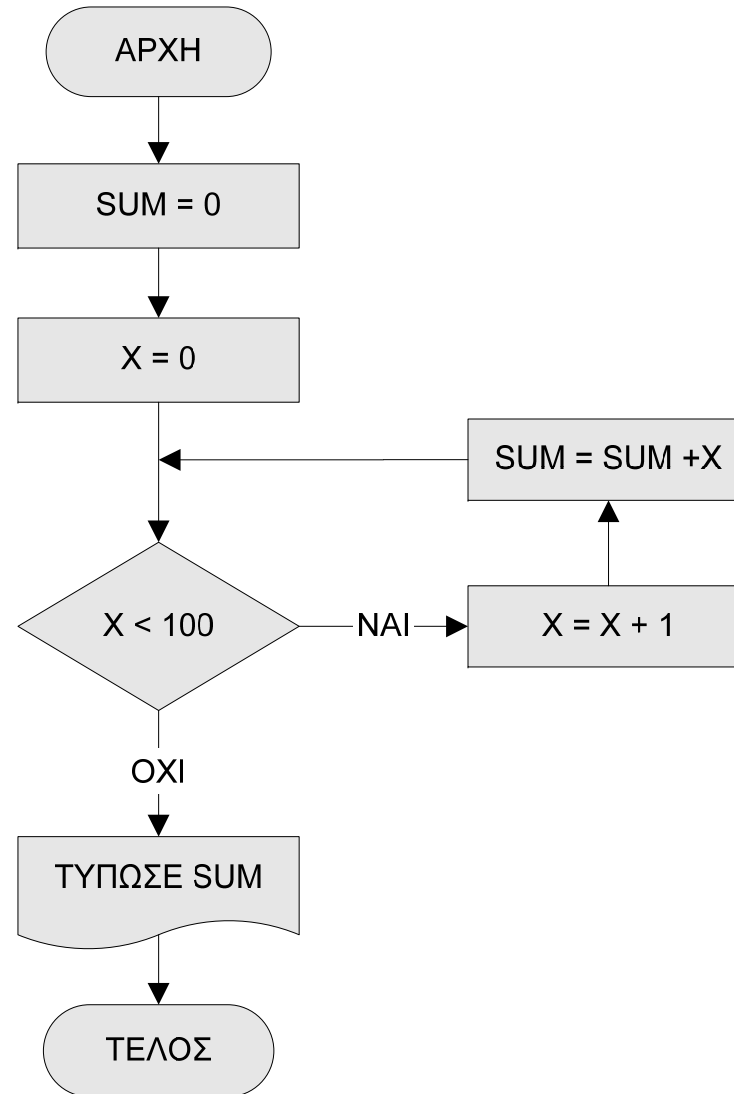 ΑΡΧΗ
SUM = 0
X = 0
SUM = SUM +X
X < 100
ΝΑΙ
X = X + 1
ΟΧΙ
ΤΥΠΩΣΕ SUM
ΤΕΛΟΣ